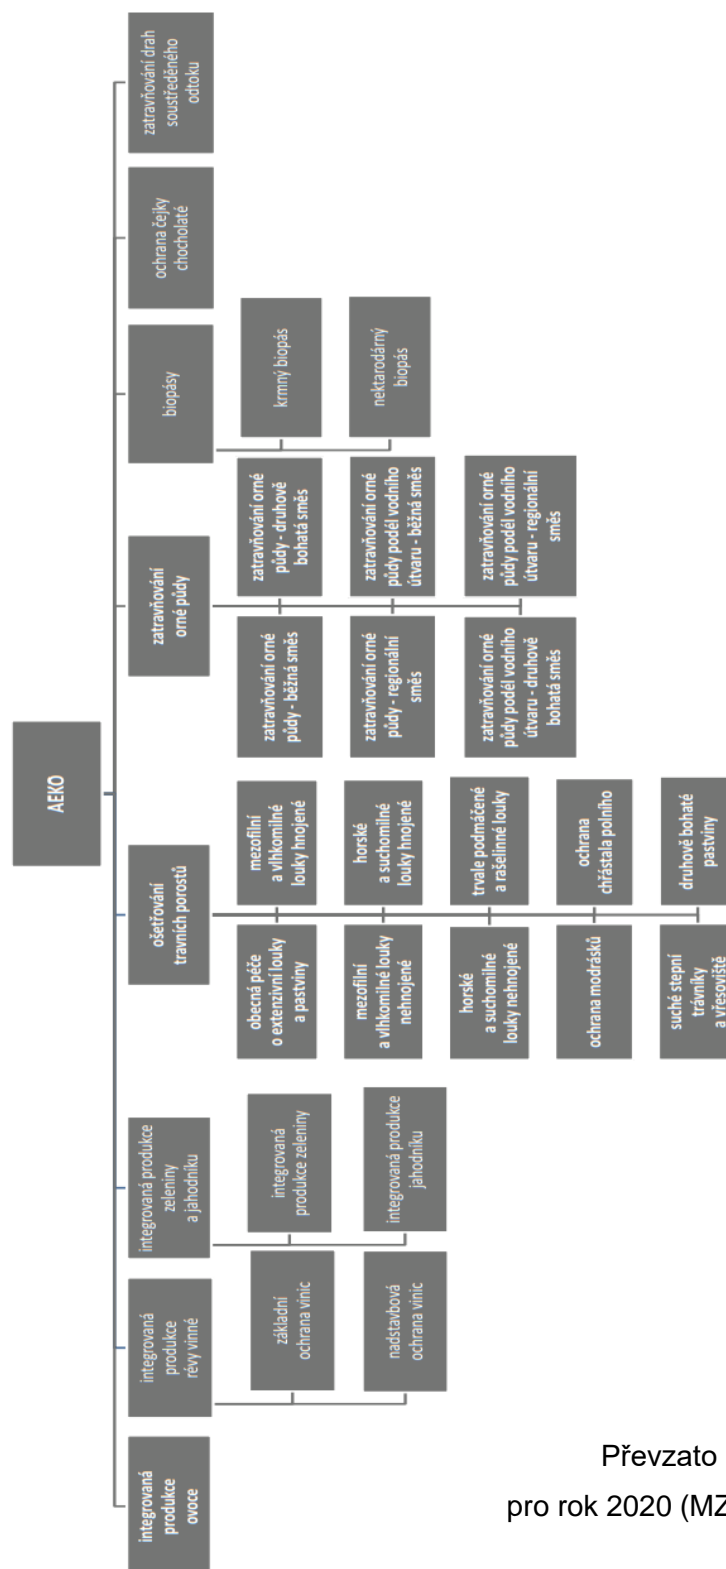 AEKO
integrovaná
produkce
ovoce
integrovaná
produkce
révy vinné
základní
ochrana vinic
nadstavbová
ochrana vinic
integrovaná produkce
zeleniny
a jahodníku
integrovaná
produkce zeleniny
integrovaná produkce
jahodníku
ošetřování
travních porostů
obecná péče
o extenzivní louky
a pastviny
mezofilní
a vlhkomilné
louky hnojené
mezofilní
a vlhkomilné louky
nehnojené
horské
a suchomilné
louky hnojené
horské
a suchomilné
louky nehnojené
trvale podmáčené
a rašelinné louky
ochrana modrásků
ochrana
chřástala polního
suché stepní
trávníky
a vřesoviště
druhově bohaté
pastviny
zatravňování
orné půdy
zatravňování orné
půdy - běžná směs
zatravňování orné
půdy - druhově
bohatá směs
zatravňování orné
půdy - regionální
směs
zatravňování orné
půdy podél vodního
útvaru - běžná směs
zatravňování orné
půdy podél vodního
útvaru - druhově
bohatá směs
zatravňování orné
půdy podél vodního
útvaru - regionální
směs
biopásy
krmný biopás
nektarodárný
biopás
ochrana čejky
chocholaté
zatravňování drah
soustředěného
odtoku
Převzato
pro rok 2020 (MZ